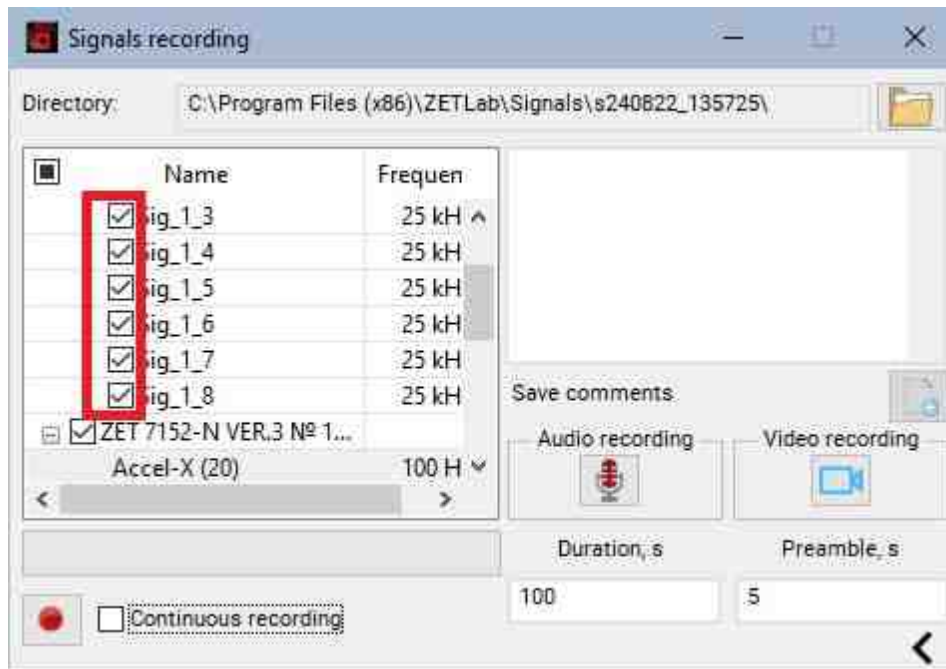 Signals recording
Directory: C:\Program Files (x86)\ZETLab\Signals\s240822_135725\
Name Frequen
Sig_1_3 25 kH
Sig_1_4 25 kH
Sig_1_5 25 kH
Sig_1_6 25 kH
Sig_1_7 25 kH
Sig_1_8 25 kH
ZET 7152-N VER.3 № 1...
Accel-X (20) 100 H
Save comments
Audio recording Video recording
Duration, s Preamble, s
100 5
Continuous recording